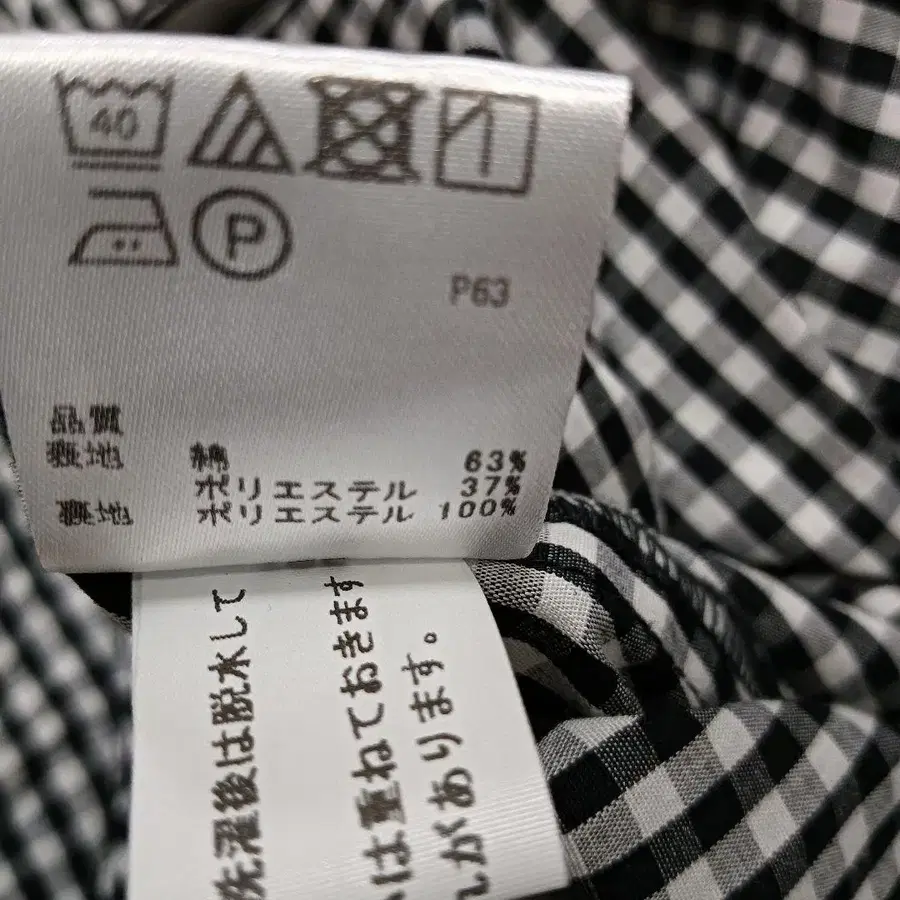 40
P
P63
品質
表地 綿 63%
ポリエステル 37%
裏地 ポリエステル 100%
洗濯後は脱水して
は重ねておきます
があります。